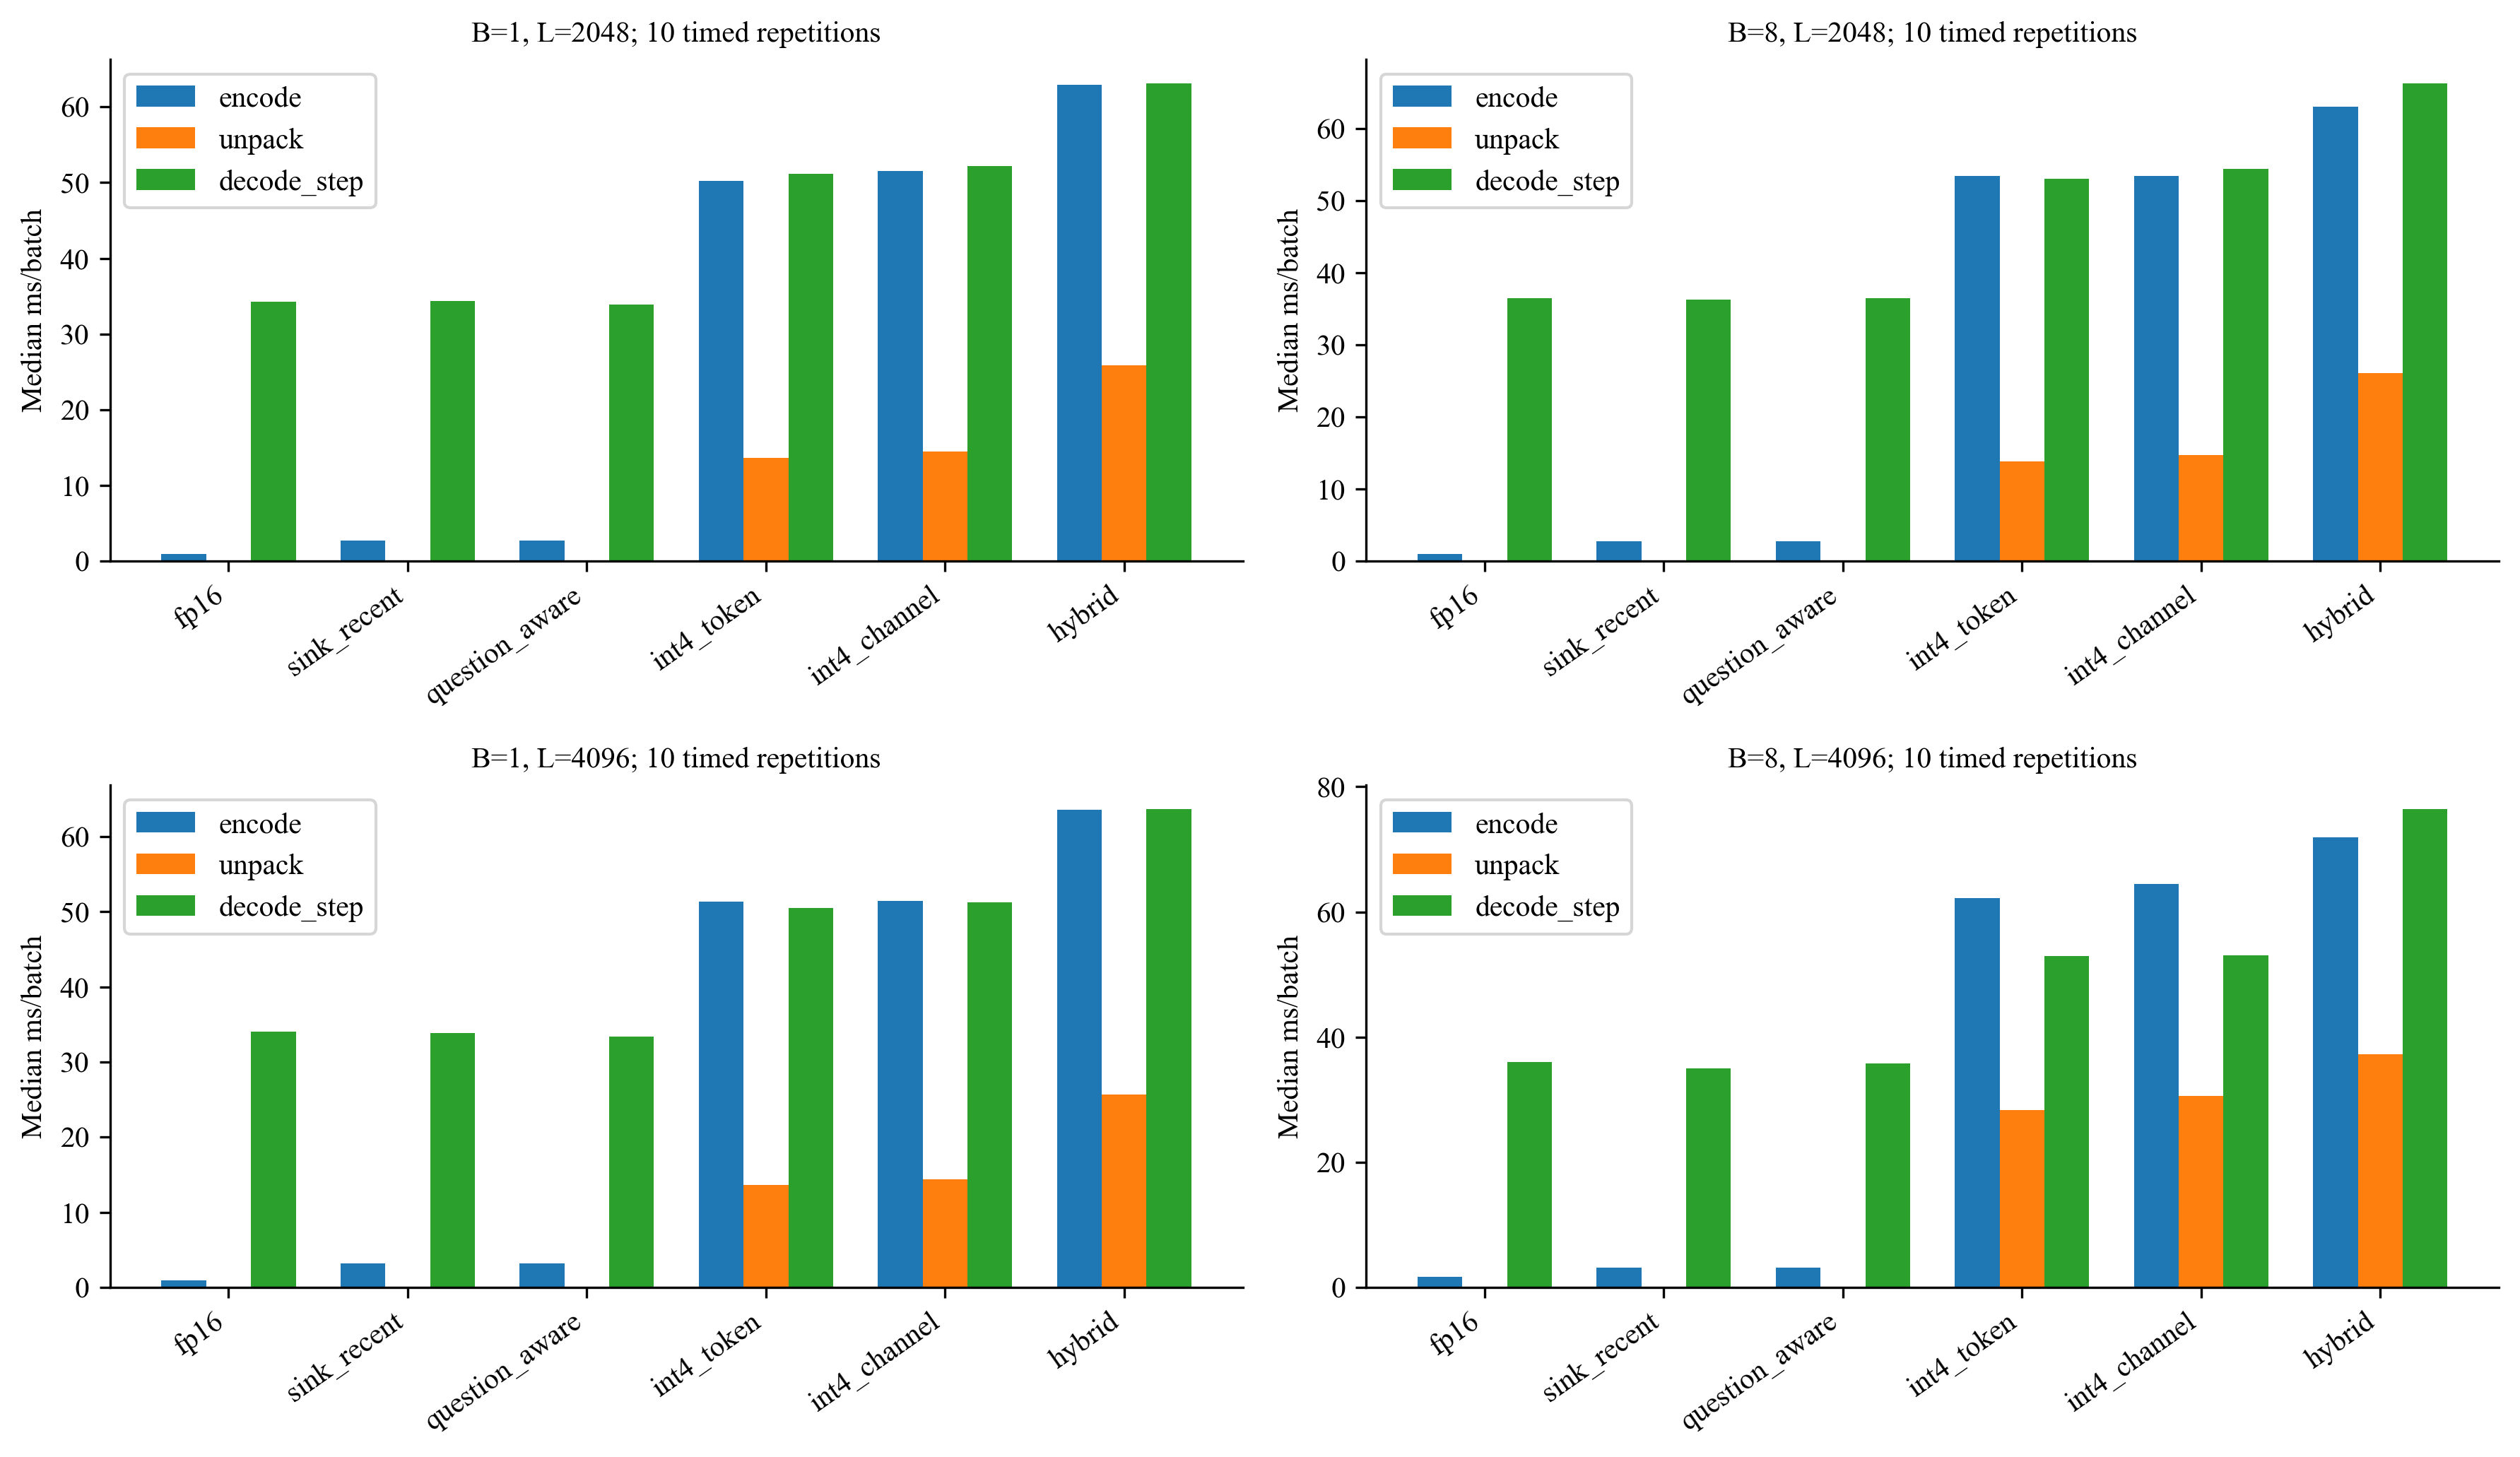 B=1, L=2048; 10 timed repetitions
encode
unpack
decode_step
Median ms/batch
60
50
40
30
20
10
0
fp16
sink_recent
question_aware
int4_token
int4_channel
hybrid
B=8, L=2048; 10 timed repetitions
encode
unpack
decode_step
Median ms/batch
60
50
40
30
20
10
0
fp16
sink_recent
question_aware
int4_token
int4_channel
hybrid
B=1, L=4096; 10 timed repetitions
encode
unpack
decode_step
Median ms/batch
60
50
40
30
20
10
0
fp16
sink_recent
question_aware
int4_token
int4_channel
hybrid
B=8, L=4096; 10 timed repetitions
encode
unpack
decode_step
Median ms/batch
80
60
40
20
0
fp16
sink_recent
question_aware
int4_token
int4_channel
hybrid